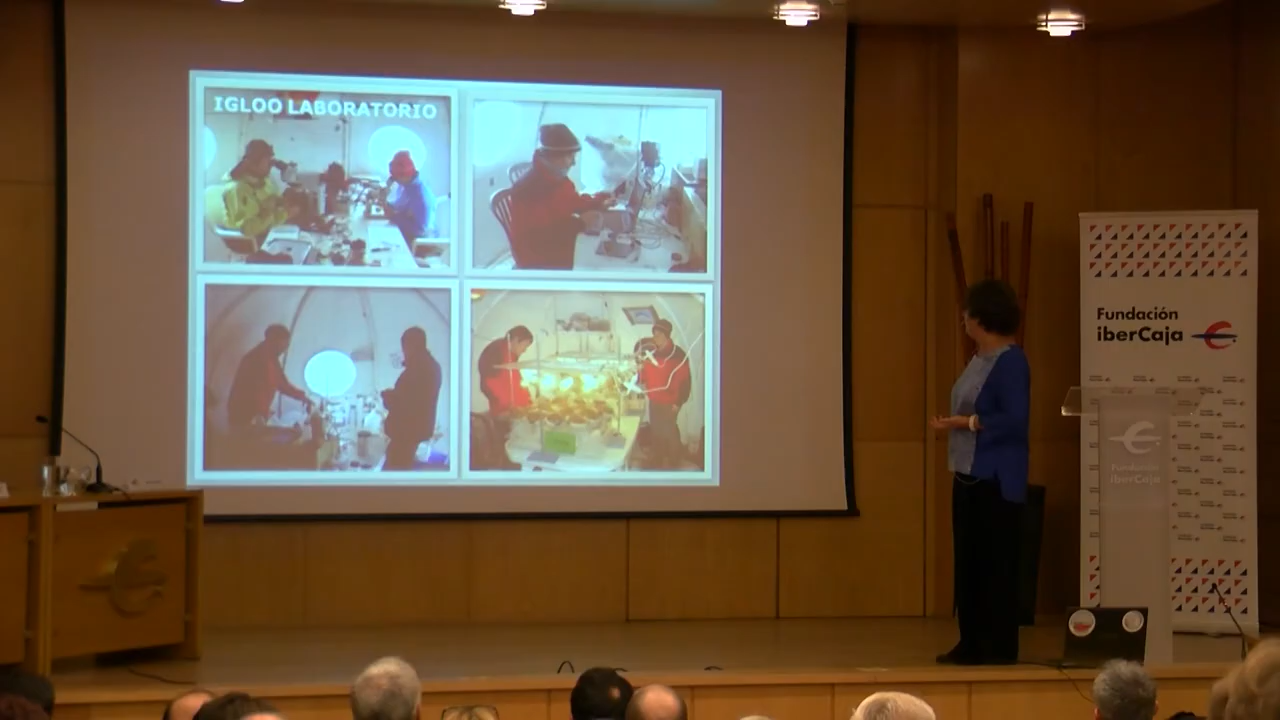 IGLOO LABORATORIO
Fundación
iberCaja
Fundación
iberCaja